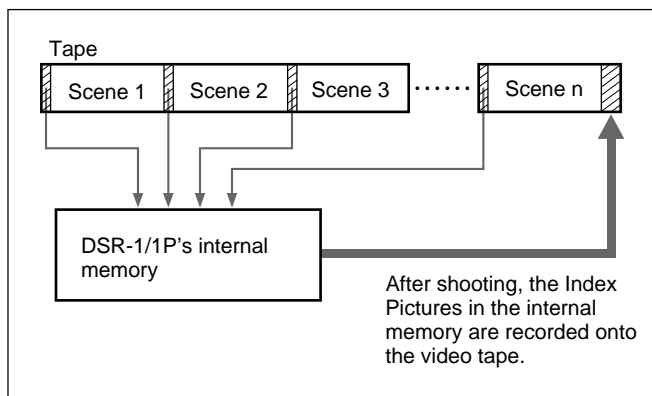 Tape
Scene 1 Scene 2 Scene 3 ...... Scene n
DSR-1/1P's internal
memory
After shooting, the Index
Pictures in the internal
memory are recorded onto
the video tape.